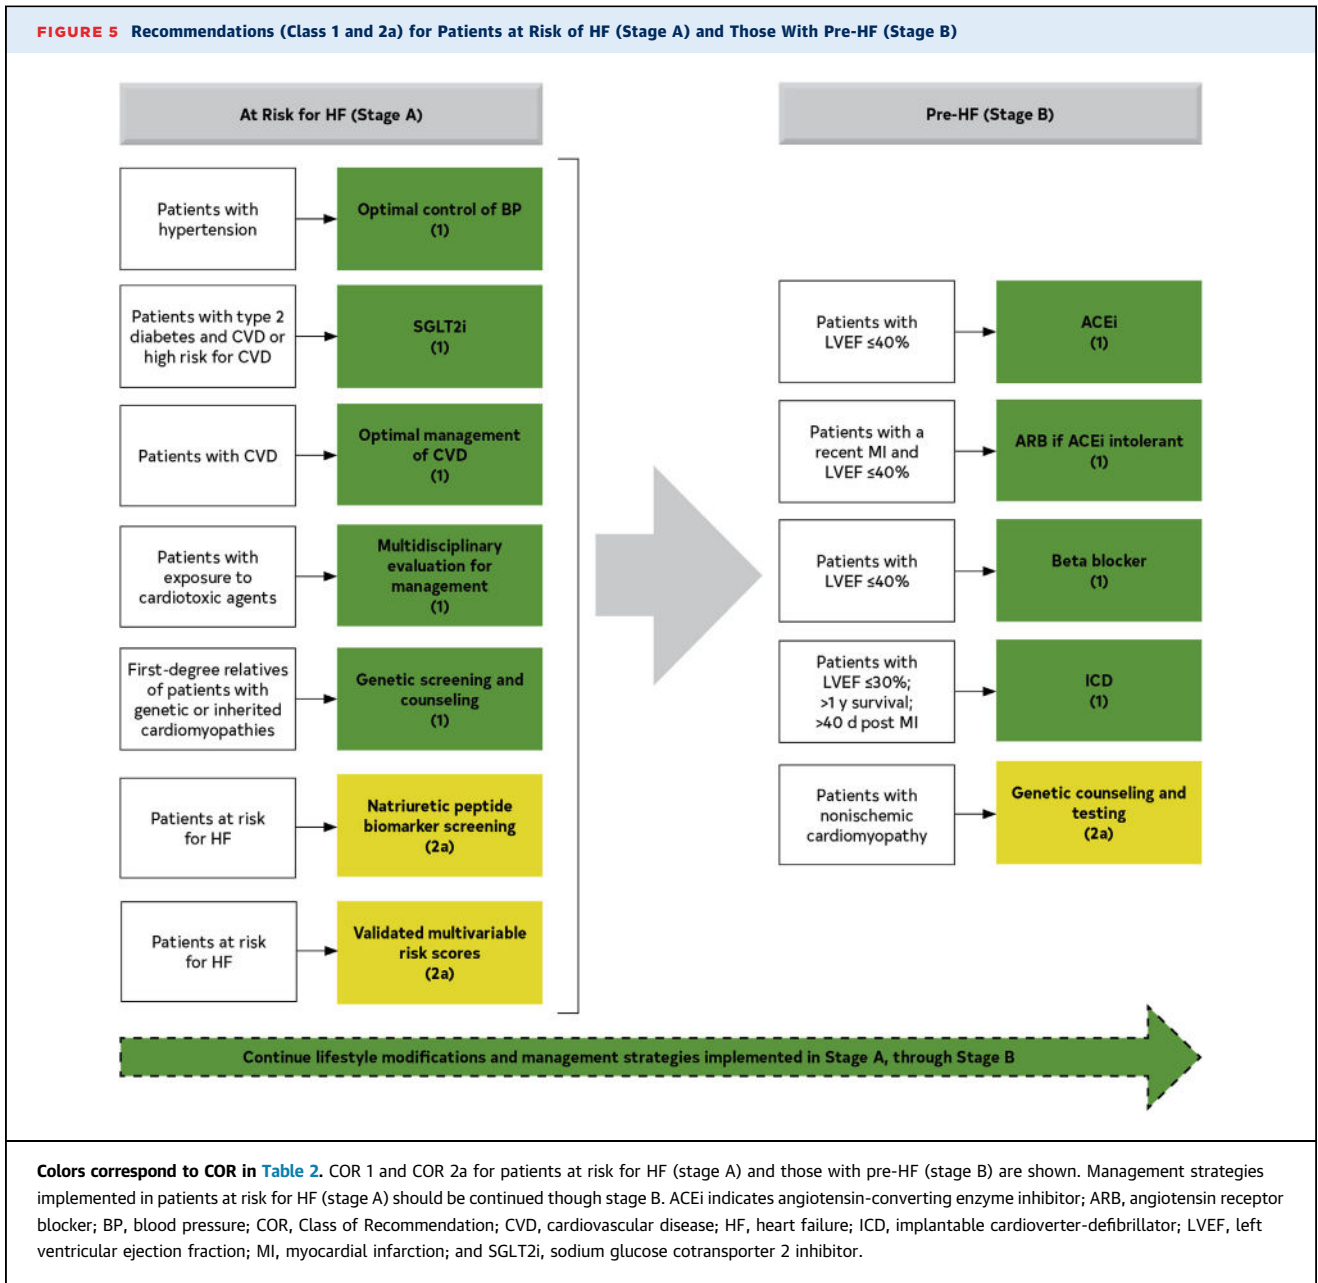 FIGURE 5 Recommendations (Class 1 and 2a) for Patients at Risk of HF (Stage A) and Those With Pre-HF (Stage B)
At Risk for HF (Stage A)
Patients with
hypertension
Optimal control of BP
(1)
Patients with type 2
diabetes and CVD or
high risk for CVD
SGLT2i
(1)
Patients with CVD
Optimal management
of CVD
(1)
Patients with
exposure to
cardiotoxic agents
Multidisciplinary
evaluation for
management
(1)
First-degree relatives
of patients with
genetic or inherited
cardiomyopathies
Genetic screening and
counseling
(1)
Patients at risk
for HF
Natriuretic peptide
biomarker screening
(2a)
Patients at risk
for HF
Validated multivariable
risk scores
(2a)
Pre-HF (Stage B)
Patients with
LVEF ≤40%
ACEi
(1)
Patients with a
recent MI and
LVEF ≤40%
ARB if ACEi intolerant
(1)
Patients with
LVEF ≤40%
Beta blocker
(1)
Patients with
LVEF ≤30%;
>1 y survival;
>40 d post MI
ICD
(1)
Patients with
nonischemic
cardiomyopathy
Genetic counseling and
testing
(2a)
Continue lifestyle modifications and management strategies implemented in Stage A, through Stage B
Colors correspond to COR in Table 2. COR 1 and COR 2a for patients at risk for HF (stage A) and those with pre-HF (stage B) are shown. Management strategies
implemented in patients at risk for HF (stage A) should be continued though stage B. ACEi indicates angiotensin-converting enzyme inhibitor; ARB, angiotensin receptor
blocker; BP, blood pressure; COR, Class of Recommendation; CVD, cardiovascular disease; HF, heart failure; ICD, implantable cardioverter-defibrillator; LVEF, left
ventricular ejection fraction; MI, myocardial infarction; and SGLT2i, sodium glucose cotransporter 2 inhibitor.